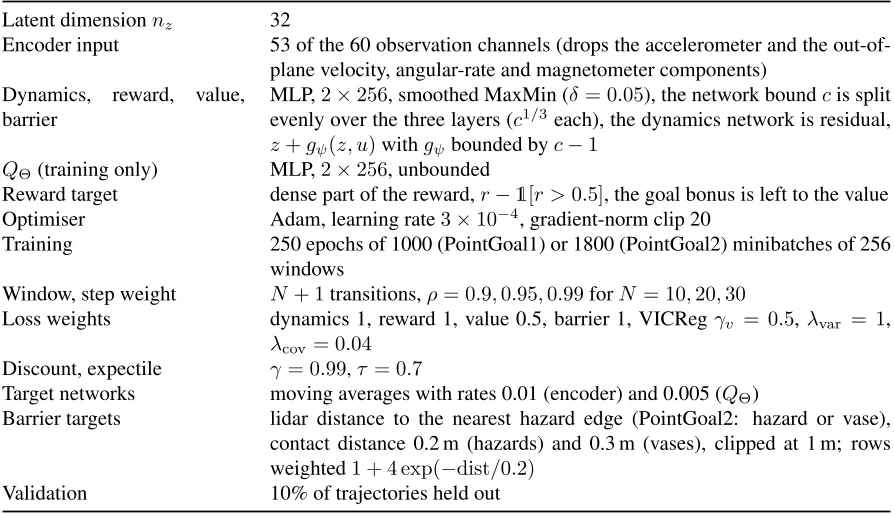 Latent dimension n_z 32
Encoder input 53 of the 60 observation channels (drops the accelerometer and the out-of-
plane velocity, angular-rate and magnetometer components)
Dynamics, reward, value, MLP, 2 × 256, smoothed MaxMin (δ = 0.05), the network bound c is split
barrier evenly over the three layers (c^{1/3} each), the dynamics network is residual,
z + g_ψ(z, u) with g_ψ bounded by c − 1
Q_Θ (training only) MLP, 2 × 256, unbounded
Reward target dense part of the reward, r − 𝟙[r > 0.5], the goal bonus is left to the value
Optimiser Adam, learning rate 3 × 10^{−4}, gradient-norm clip 20
Training 250 epochs of 1000 (PointGoal1) or 1800 (PointGoal2) minibatches of 256
windows
Window, step weight N + 1 transitions, ρ = 0.9, 0.95, 0.99 for N = 10, 20, 30
Loss weights dynamics 1, reward 1, value 0.5, barrier 1, VICReg γ_v = 0.5, λ_var = 1,
λ_cov = 0.04
Discount, expectile γ = 0.99, τ = 0.7
Target networks moving averages with rates 0.01 (encoder) and 0.005 (Q_Θ)
Barrier targets lidar distance to the nearest hazard edge (PointGoal2: hazard or vase),
contact distance 0.2 m (hazards) and 0.3 m (vases), clipped at 1 m; rows
weighted 1 + 4 exp(−dist/0.2)
Validation 10% of trajectories held out